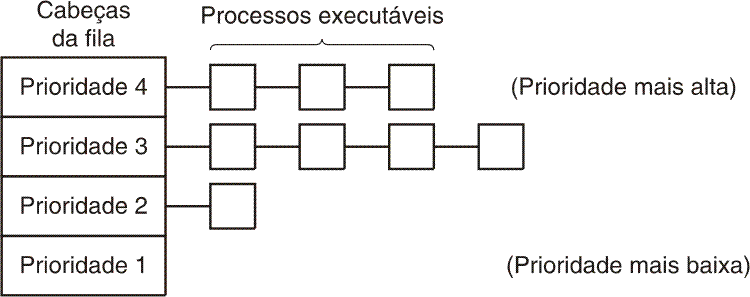 Cabeças
da fila
Processos executáveis
Prioridade 4
(Prioridade mais alta)
Prioridade 3
Prioridade 2
Prioridade 1
(Prioridade mais baixa)